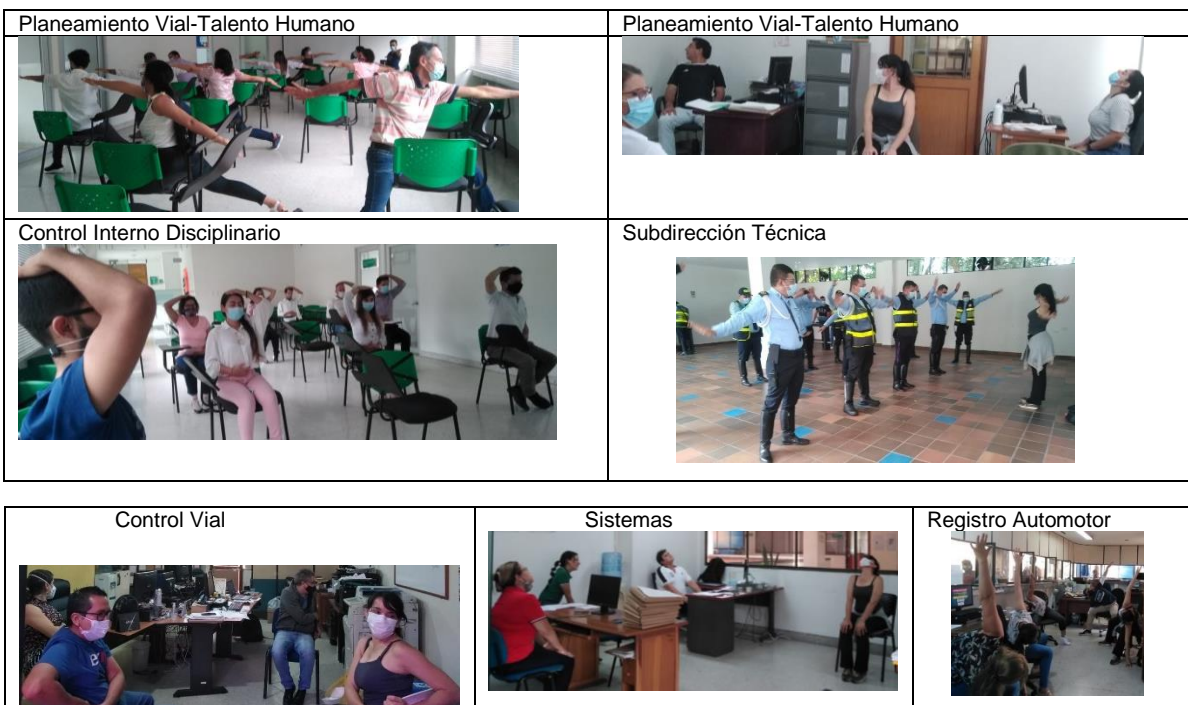 Planeamiento Vial-Talento Humano
Planeamiento Vial-Talento Humano
Control Interno Disciplinario
Subdirección Técnica
Control Vial
Sistemas
Registro Automotor